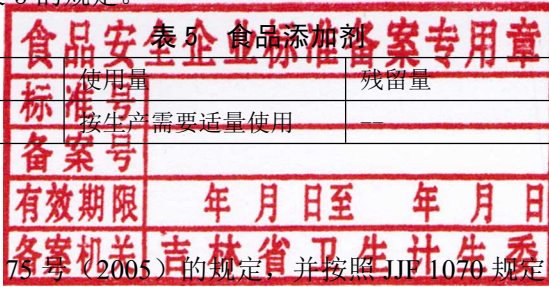 的规定。
食品安全企业标准备案专用章
表 5 食品添加剂
使用量 残留量
标准号
按生产需要适量使用 --
备案号
有效期限 年 月 日至 年 月 日
备案机关 吉林省卫生计生委
75 号（2005）的规定，并按照 JJF 1070 规定